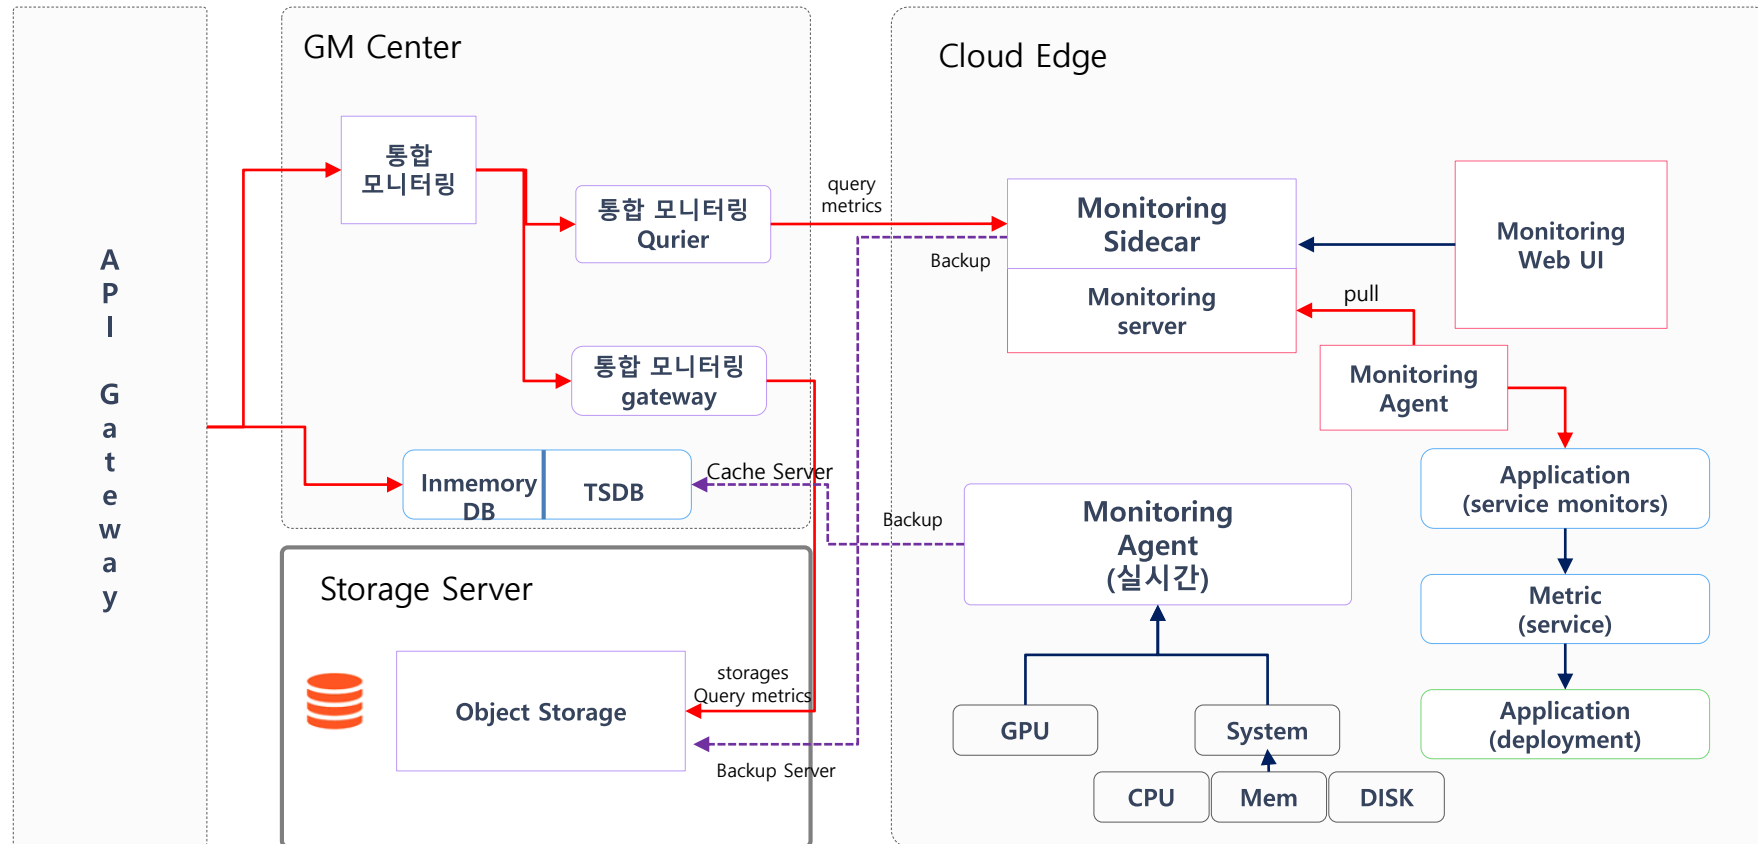 A
P
I
G
a
t
e
w
a
y
GM Center
통합
모니터링
통합 모니터링
Qurier
통합 모니터링
gateway
Inmemory
DB
TSDB
Cache Server
Storage Server
Object Storage
storages
Query metrics
Backup Server
query
metrics
Backup
Backup
Cloud Edge
Monitoring
Sidecar
Monitoring
server
Monitoring
Web UI
pull
Monitoring
Agent
Application
(service monitors)
Metric
(service)
Application
(deployment)
Monitoring
Agent
(실시간)
GPU
System
CPU
Mem
DISK